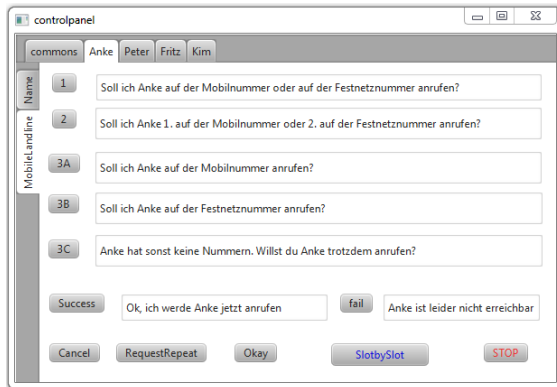 controlpanel
commons Anke Peter Fritz Kim
Name
MobileLandline
1 Soll ich Anke auf der Mobilnummer oder auf der Festnetznummer anrufen?
2 Soll ich Anke 1. auf der Mobilnummer oder 2. auf der Festnetznummer anrufen?
3A Soll ich Anke auf der Mobilnummer anrufen?
3B Soll ich Anke auf der Festnetznummer anrufen?
3C Anke hat sonst keine Nummern. Willst du Anke trotzdem anrufen?
Success Ok, ich werde Anke jetzt anrufen fail Anke ist leider nicht erreichbar
Cancel RequestRepeat Okay SlotbySlot STOP